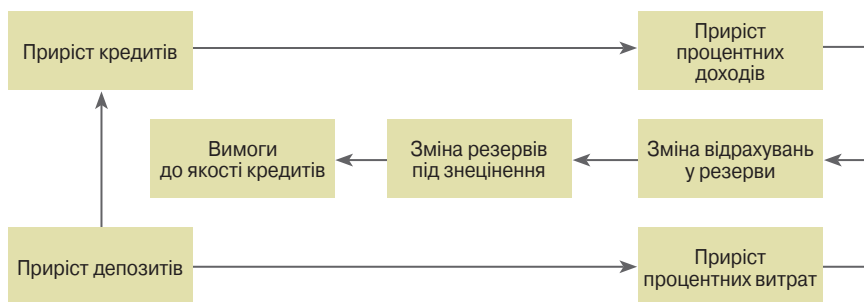 Приріст кредитів
Приріст
процентних
доходів
Вимоги
до якості кредитів
Зміна резервів
під знецінення
Зміна відрахувань
у резерви
Приріст депозитів
Приріст
процентних витрат